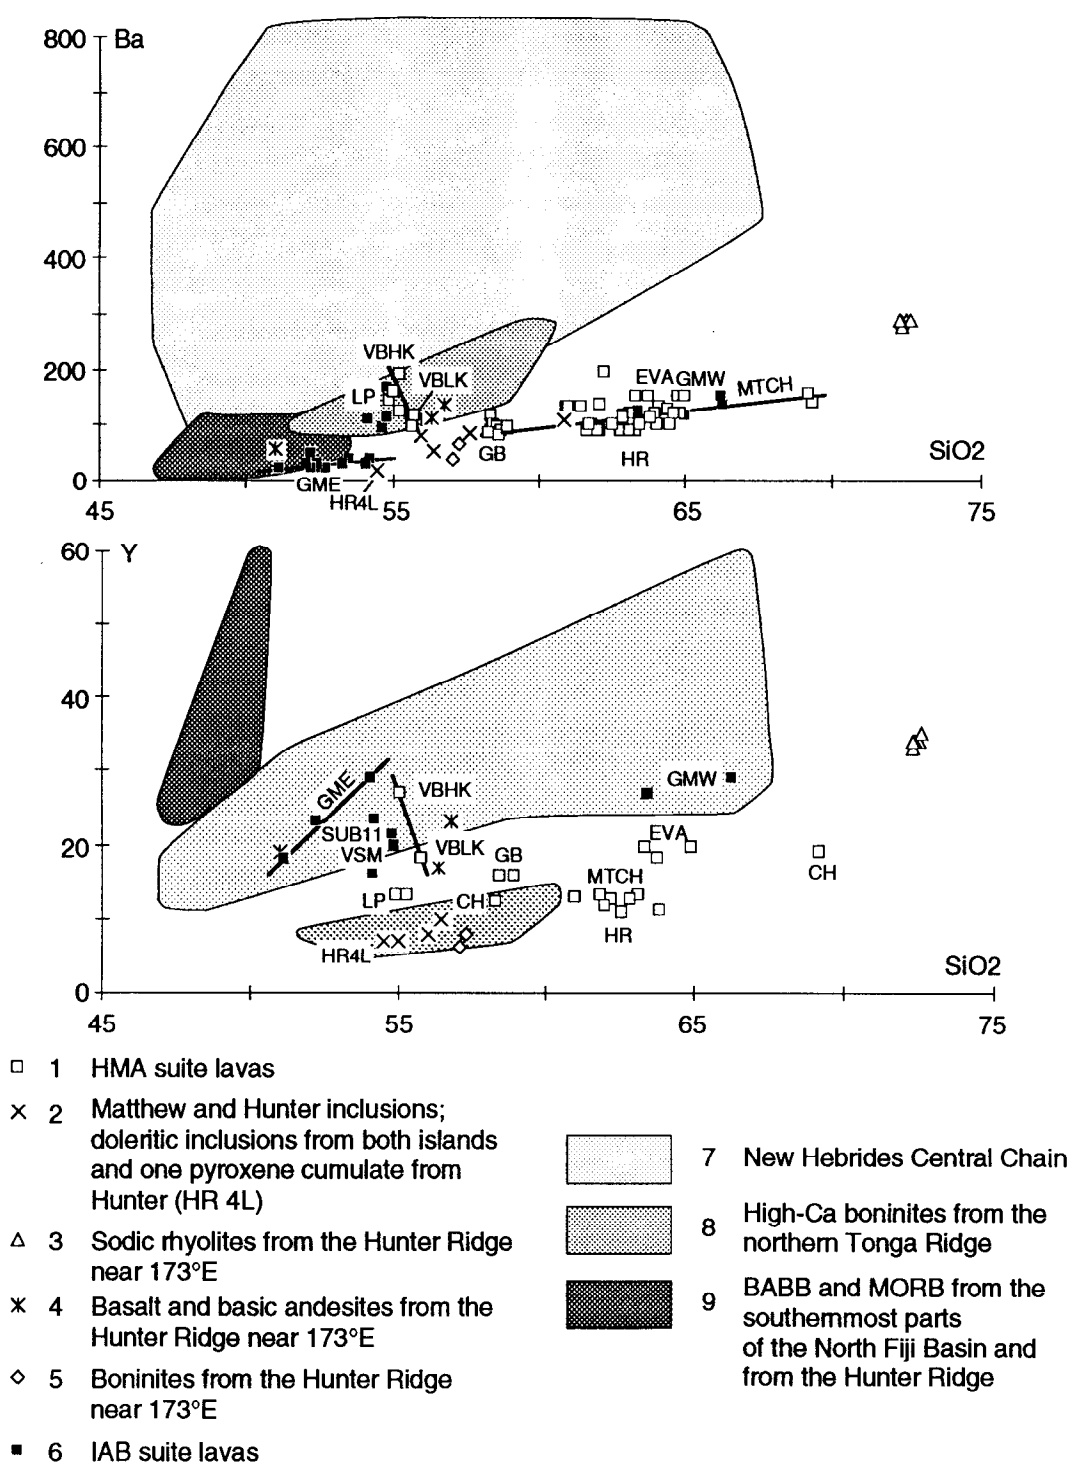 800 Ba
600
400
200
0
VBHK
LP
VBLK
EVA GMW MTCH
GB
HR
GME
HR4L
SiO2
45 55 65 75
60 Y
40
20
0
GME
VBHK
GMW
SUB11
VSM
VBLK
GB
EVA
LP
CH
MTCH
CH
HR4L
HR
SiO2
45 55 65 75
1 HMA suite lavas
2 Matthew and Hunter inclusions;
doleritic inclusions from both islands
and one pyroxene cumulate from
Hunter (HR 4L)
3 Sodic rhyolites from the Hunter Ridge
near 173°E
4 Basalt and basic andesites from the
Hunter Ridge near 173°E
5 Boninites from the Hunter Ridge
near 173°E
6 IAB suite lavas
7 New Hebrides Central Chain
8 High-Ca boninites from the
northern Tonga Ridge
9 BABB and MORB from the
southernmost parts
of the North Fiji Basin and
from the Hunter Ridge